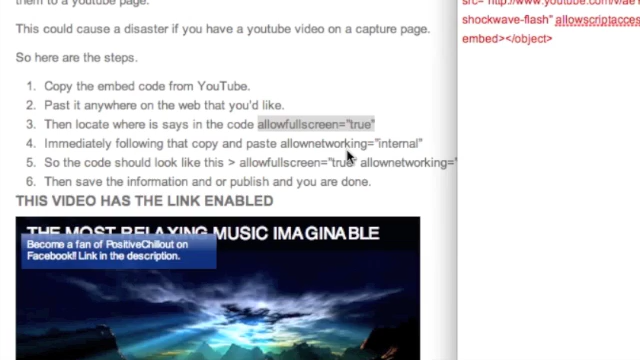 them to a youtube page.
This could cause a disaster if you have a youtube video on a capture page.
So here are the steps.
1. Copy the embed code from YouTube.
2. Past it anywhere on the web that you'd like.
3. Then locate where is says in the code allowfullscreen="true"
4. Immediately following that copy and paste allownetworking="internal"
5. So the code should look like this > allowfullscreen="true" allownetworking="
6. Then save the information and or publish and you are done.
THIS VIDEO HAS THE LINK ENABLED
THE MOST RELAXING MUSIC IMAGINABLE
Become a fan of PositiveChillout on
Facebook!! Link in the description.
src="http://www.youtube.com/v/aeY
shockwave-flash" allowscriptacces
embed></object>